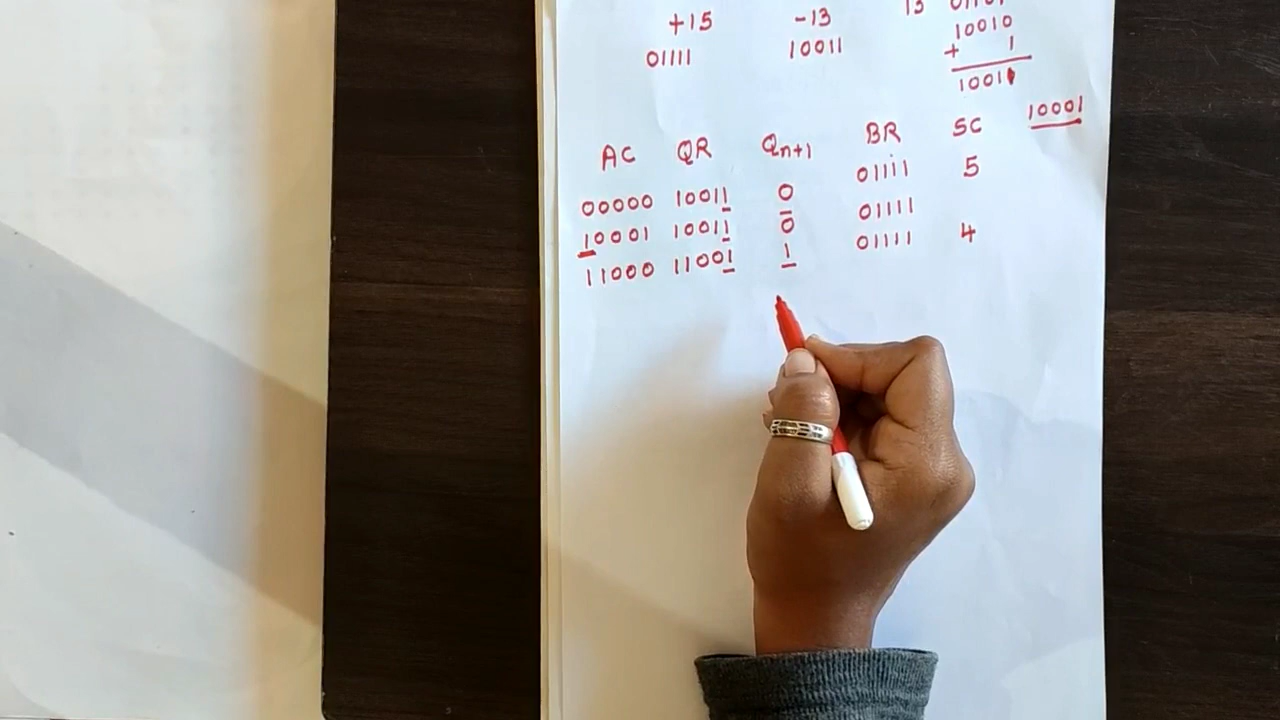 +15 -13 13 01101
01111 10011 10010
+ 1
10011
10001
AC QR Qn+1 BR SC
00000 10011 0 01111 5
10001 10011 0 01111
11000 11001 1 01111 4